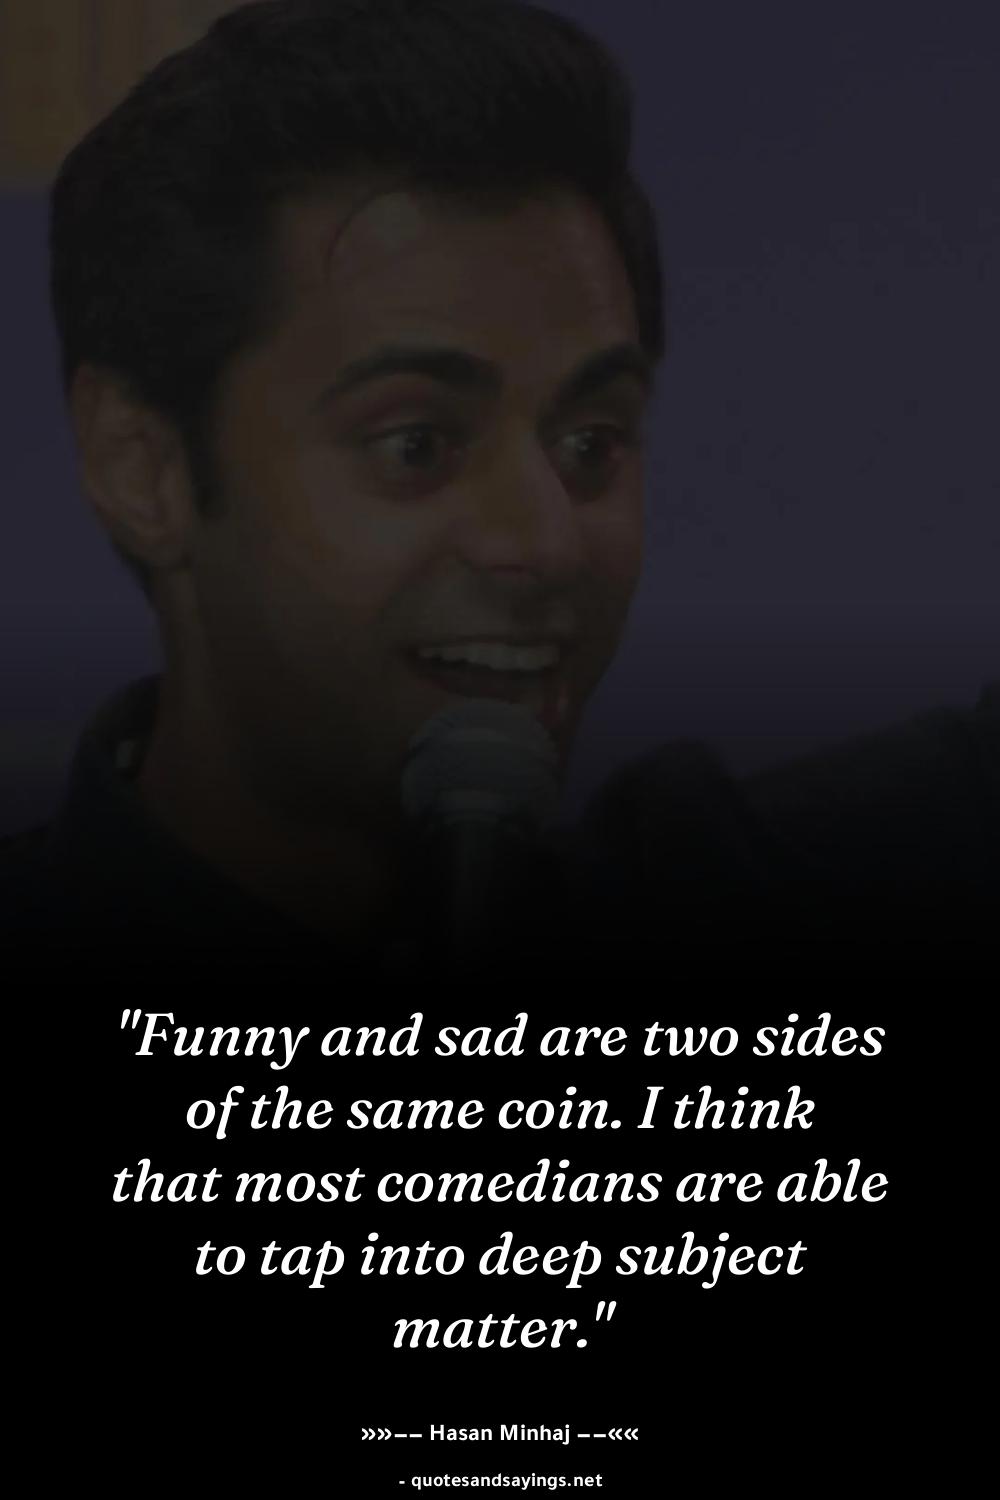 "Funny and sad are two sides
of the same coin. I think
that most comedians are able
to tap into deep subject
matter."
»»−− Hasan Minhaj −−««
- quotesandsayings.net